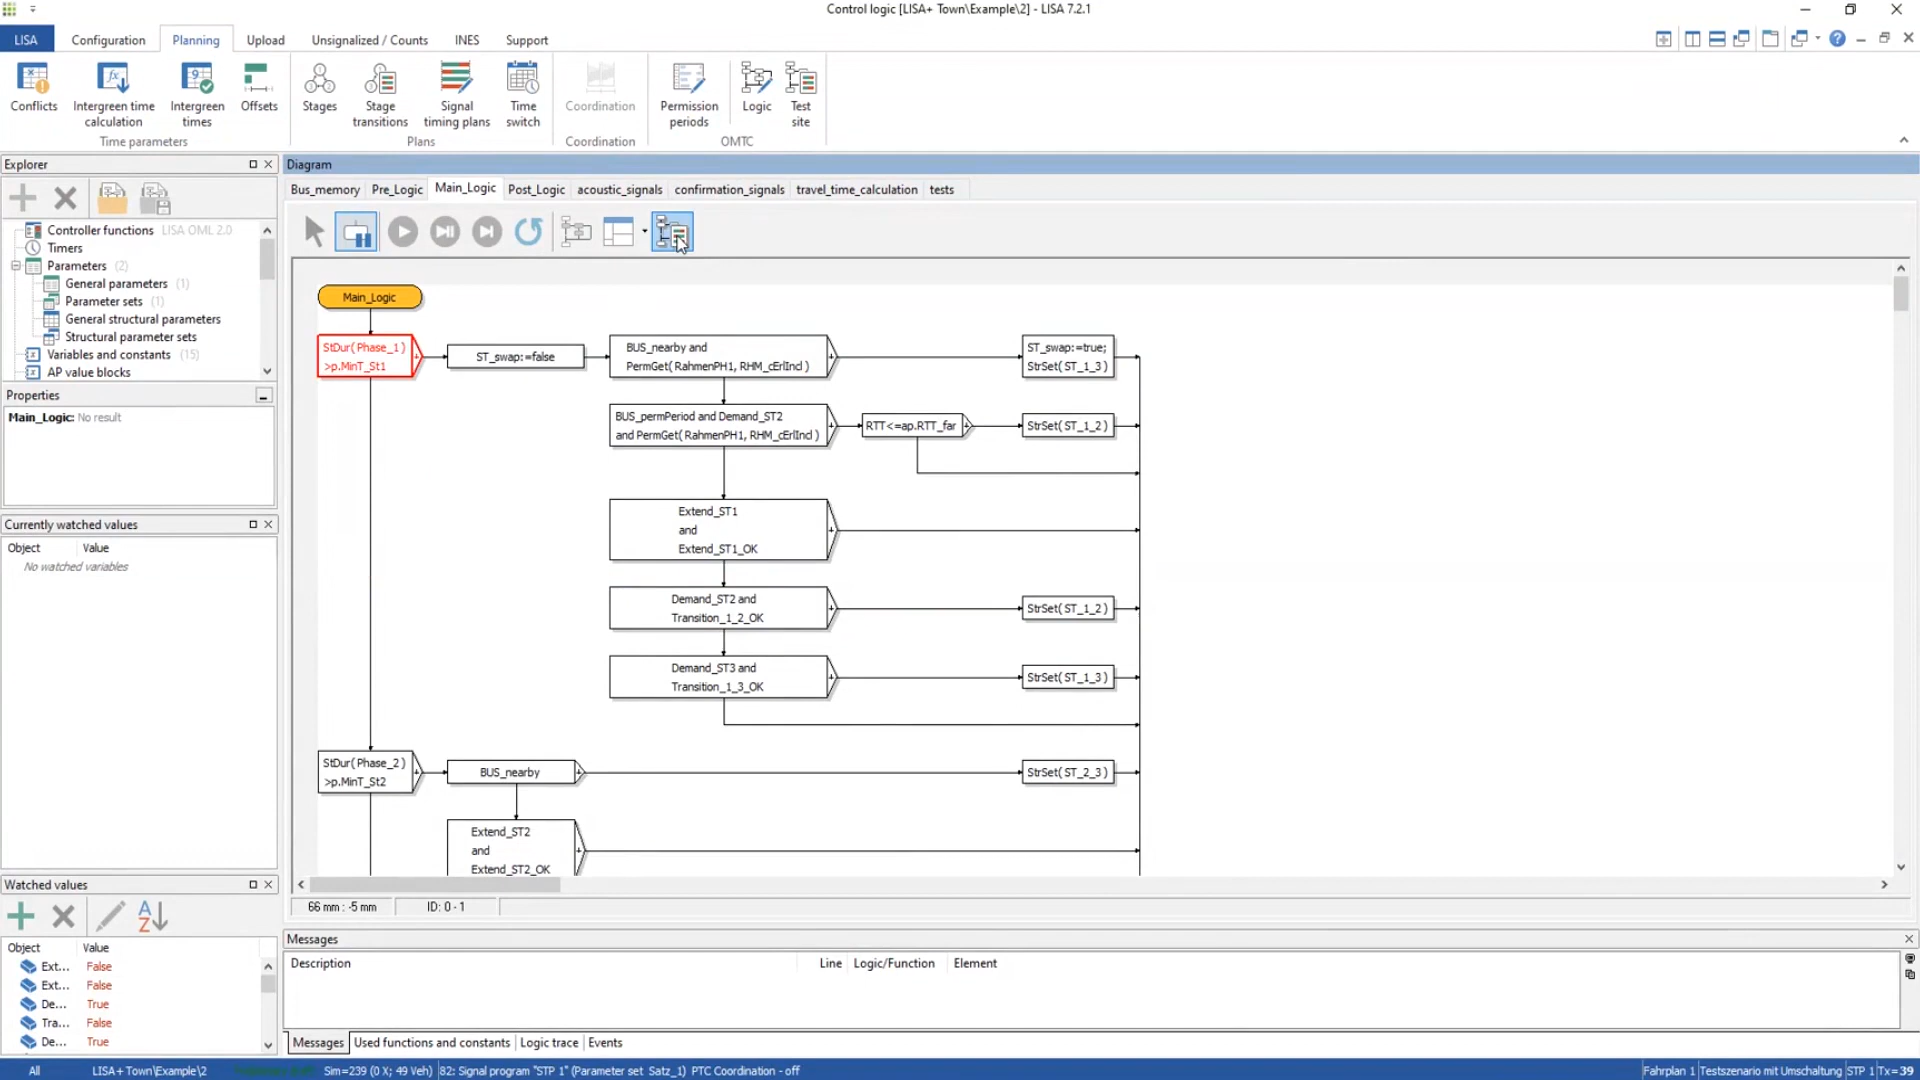 Control logic [LISA+ Town\Example\2] - LISA 7.2.1
LISA
Configuration
Planning
Upload
Unsignalized / Counts
INES
Support
Conflicts
Intergreen time
calculation
Intergreen
times
Offsets
Stages
Stage
transitions
Signal
timing plans
Time
switch
Coordination
Permission
periods
Logic
Test
site
Time parameters
Plans
Coordination
OMTC
Explorer
Controller functions LISA OML 2.0
Timers
Parameters (2)
General parameters (1)
Parameter sets (1)
General structural parameters
Structural parameter sets
Variables and constants (15)
AP value blocks
Properties
Main_Logic: No result
Currently watched values
Object Value
No watched variables
Watched values
Object Value
Ext... False
Ext... False
De... True
Tra... False
De... True
Diagram
Bus_memory
Pre_Logic
Main_Logic
Post_Logic
acoustic_signals
confirmation_signals
travel_time_calculation
tests
Main_Logic
StDur( Phase_1 )
>p.MinT_St1
ST_swap:=false
BUS_nearby and
PermGet( RahmenPH1, RHM_cErlIncl )
ST_swap:=true;
StrSet( ST_1_3 )
BUS_permPeriod and Demand_ST2
and PermGet( RahmenPH1, RHM_cErlIncl )
RTT<=ap.RTT_far
StrSet( ST_1_2 )
Extend_ST1
and
Extend_ST1_OK
Demand_ST2 and
Transition_1_2_OK
StrSet( ST_1_2 )
Demand_ST3 and
Transition_1_3_OK
StrSet( ST_1_3 )
StDur( Phase_2 )
>p.MinT_St2
BUS_nearby
StrSet( ST_2_3 )
Extend_ST2
and
Extend_ST2_OK
66 mm : -5 mm
ID: 0 - 1
Messages
Description
Line
Logic/Function
Element
Messages
Used functions and constants
Logic trace
Events
All
LISA+ Town\Example\2
Sim=239 (0 X; 49 Veh)
82: Signal program "STP 1" (Parameter set Satz_1) PTC Coordination - off
Fahrplan 1
Testszenario mit Umschaltung
STP 1
Tx=39